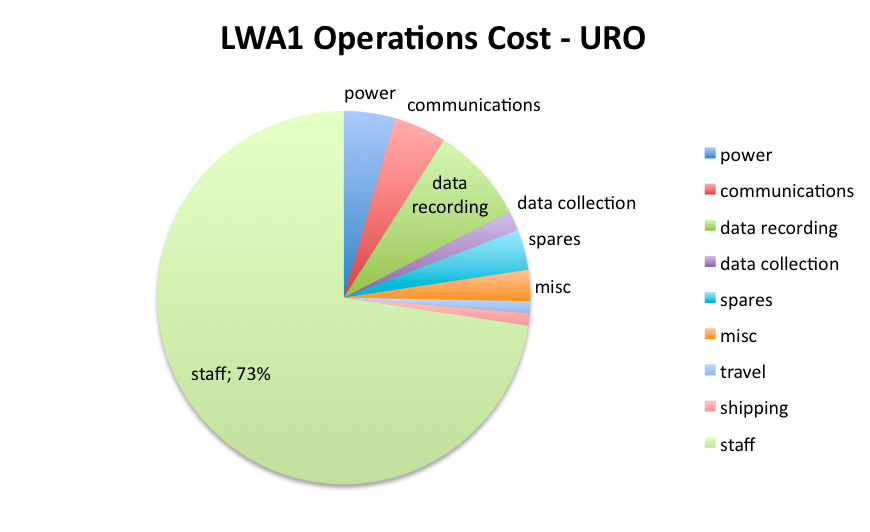 LWA1 Operations Cost - URO
power
communications
data
recording
data collection
spares
misc
staff; 73%
power
communications
data recording
data collection
spares
misc
travel
shipping
staff